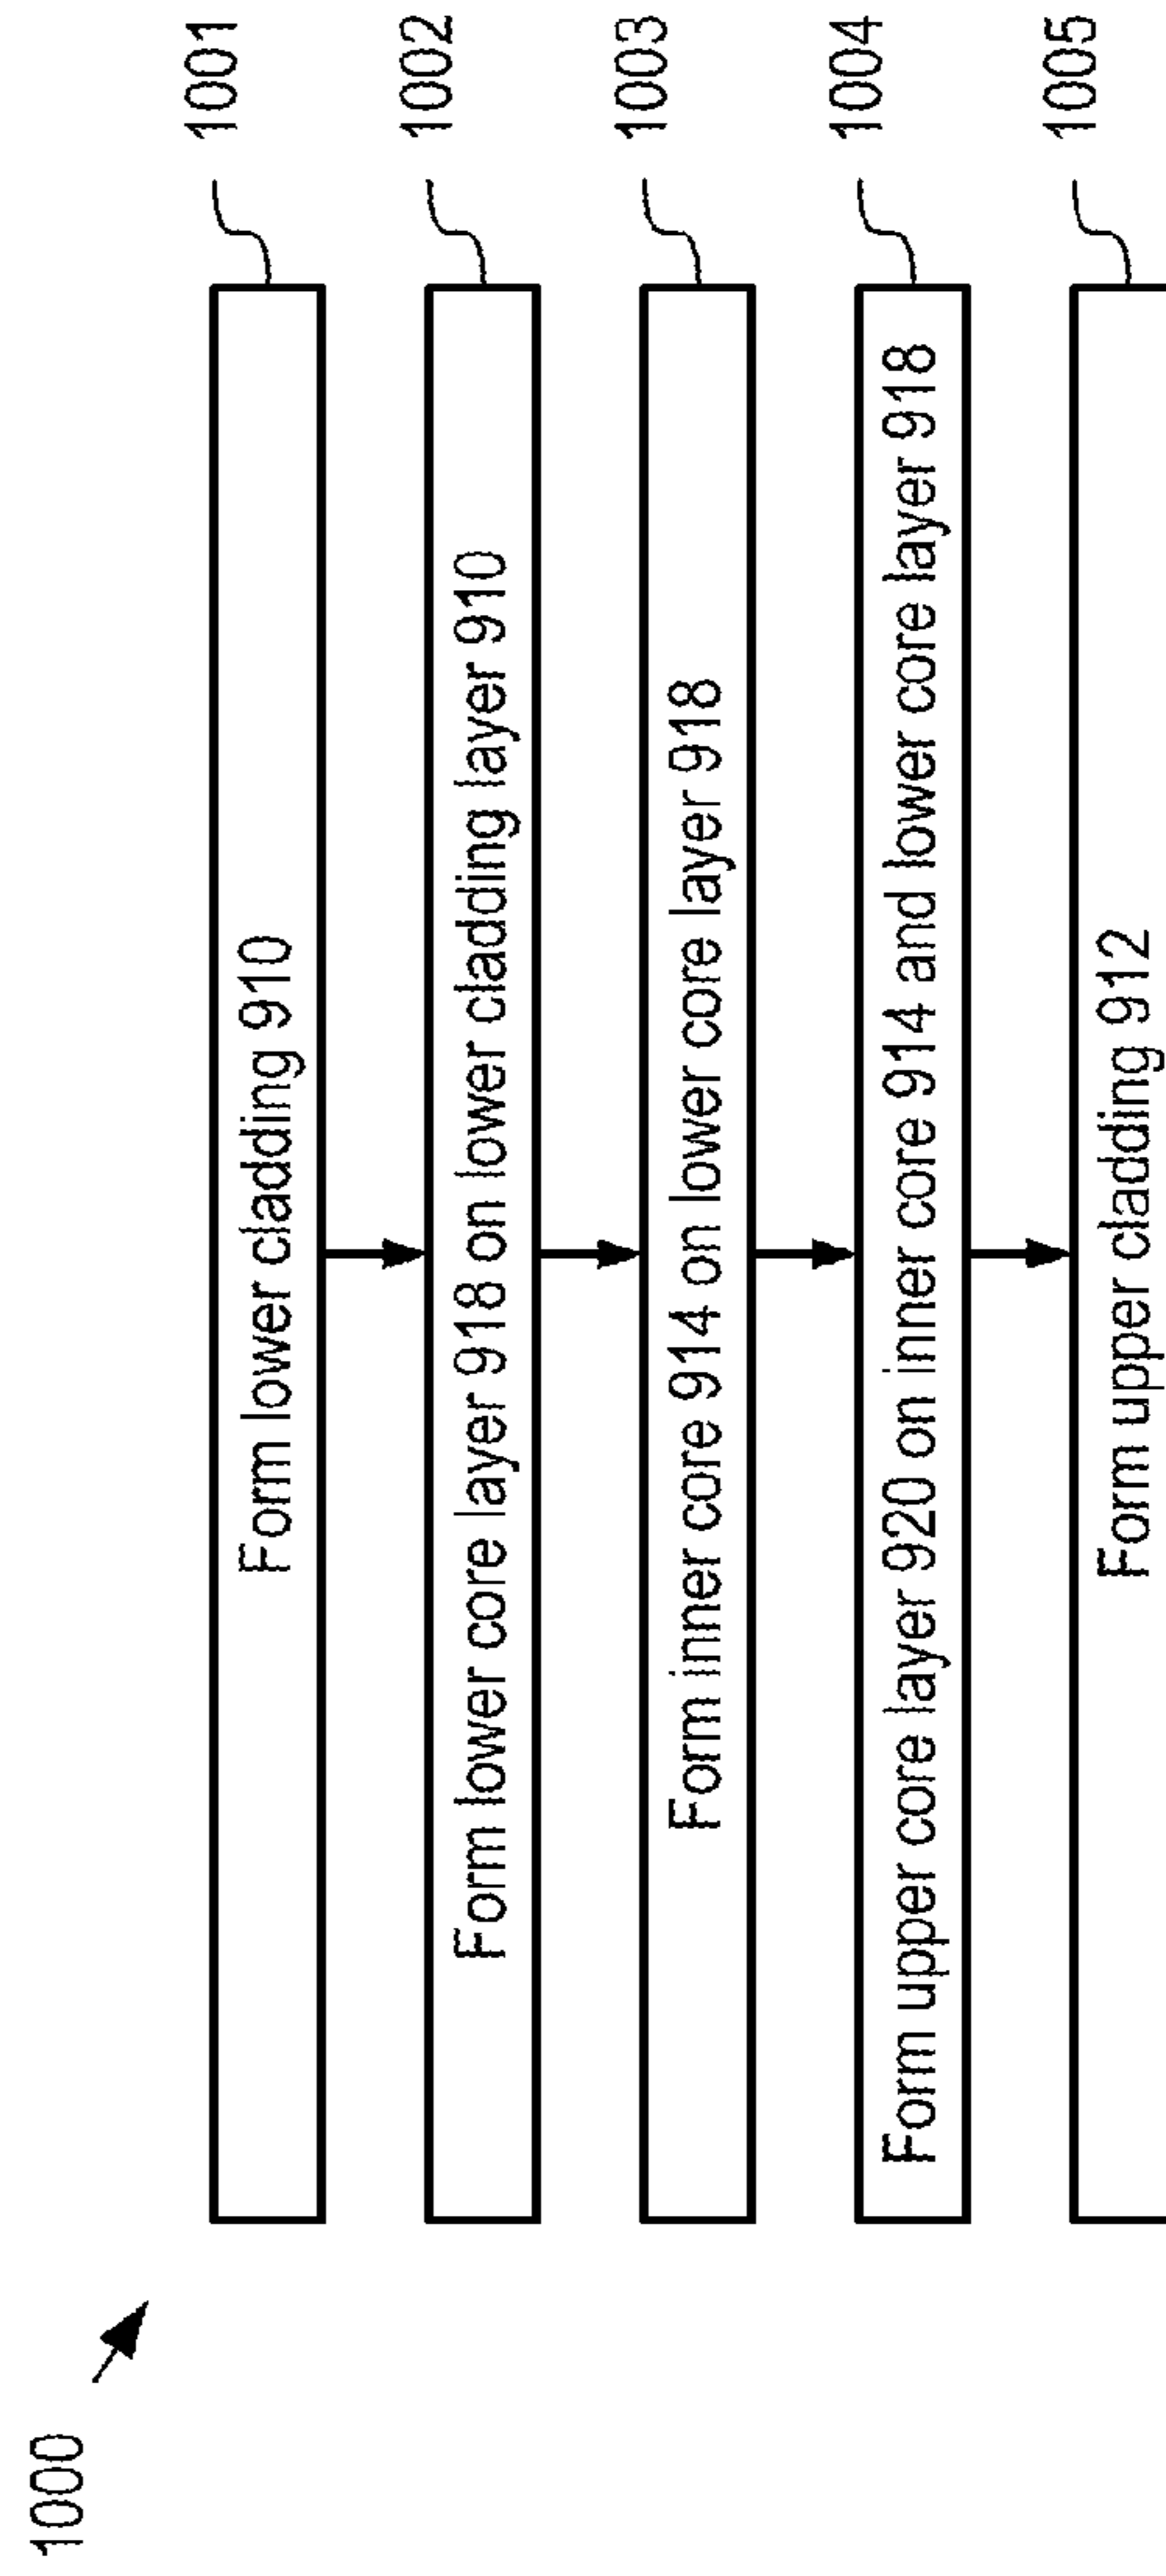 1000
Form lower cladding 910
1001
Form lower core layer 918 on lower cladding layer 910
1002
Form inner core 914 on lower core layer 918
1003
Form upper core layer 920 on inner core 914 and lower core layer 918
1004
Form upper cladding 912
1005